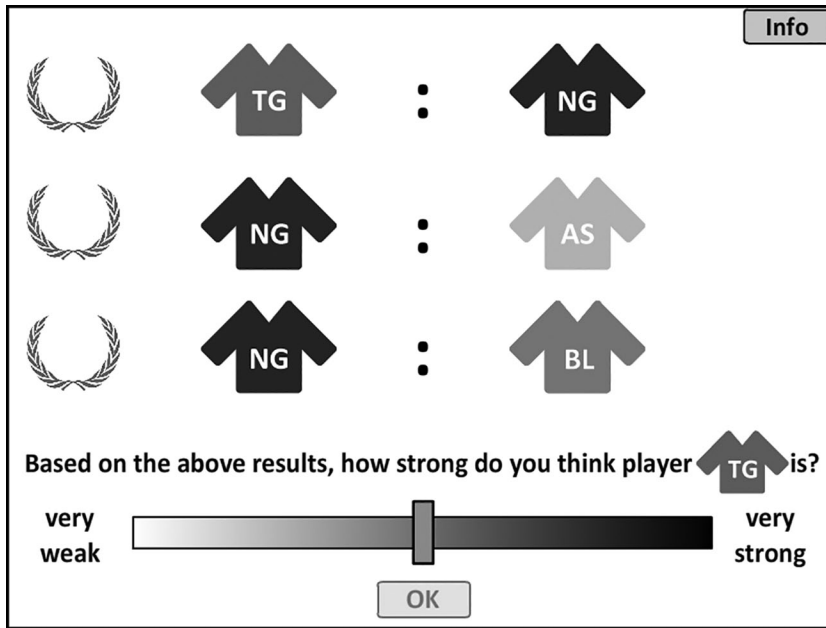 Info
TG : NG
NG : AS
NG : BL
Based on the above results, how strong do you think player TG is?
very weak
very strong
OK